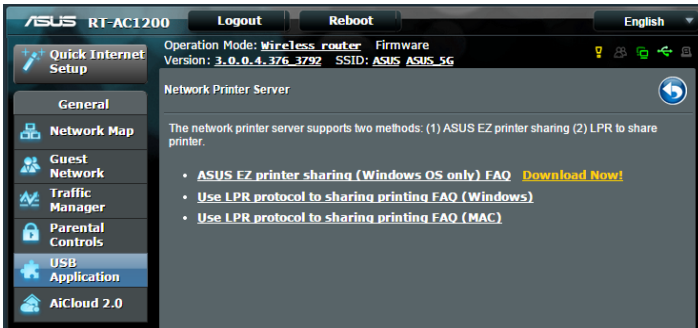 ASUS RT-AC1200 Logout Reboot English
Quick Internet
Setup
Operation Mode: Wireless router Firmware
Version: 3.0.0.4.376_3792 SSID: ASUS ASUS_5G
General
Network Map
Guest
Network
Traffic
Manager
Parental
Controls
USB
Application
AiCloud 2.0
Network Printer Server
The network printer server supports two methods: (1) ASUS EZ printer sharing (2) LPR to share
printer.
• ASUS EZ printer sharing (Windows OS only) FAQ Download Now!
• Use LPR protocol to sharing printing FAQ (Windows)
• Use LPR protocol to sharing printing FAQ (MAC)